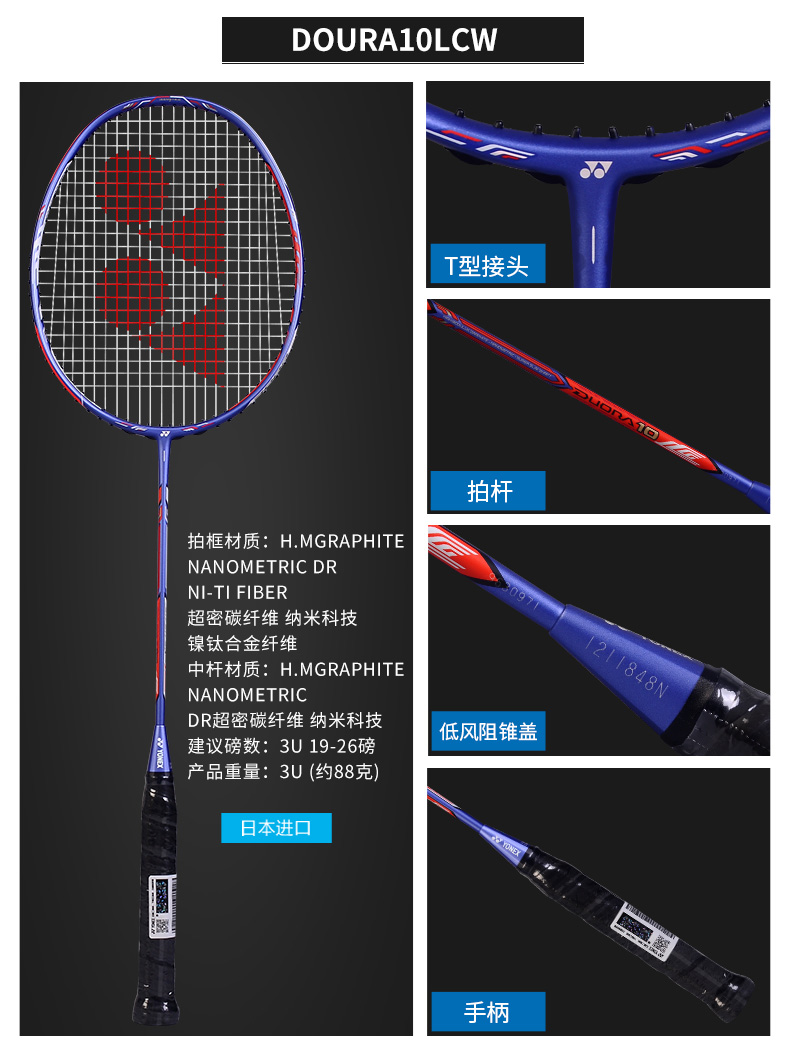 DOURA10LCW
拍框材质：H.MGRAPHITE
NANOMETRIC DR
NI-TI FIBER
超密碳纤维 纳米科技
镍钛合金纤维
中杆材质：H.MGRAPHITE
NANOMETRIC
DR超密碳纤维 纳米科技
建议磅数：3U 19-26磅
产品重量：3U (约88克)
日本进口
YONEX
T型接头
DUORA10
拍杆
1211848N
低风阻锥盖
YONEX
手柄